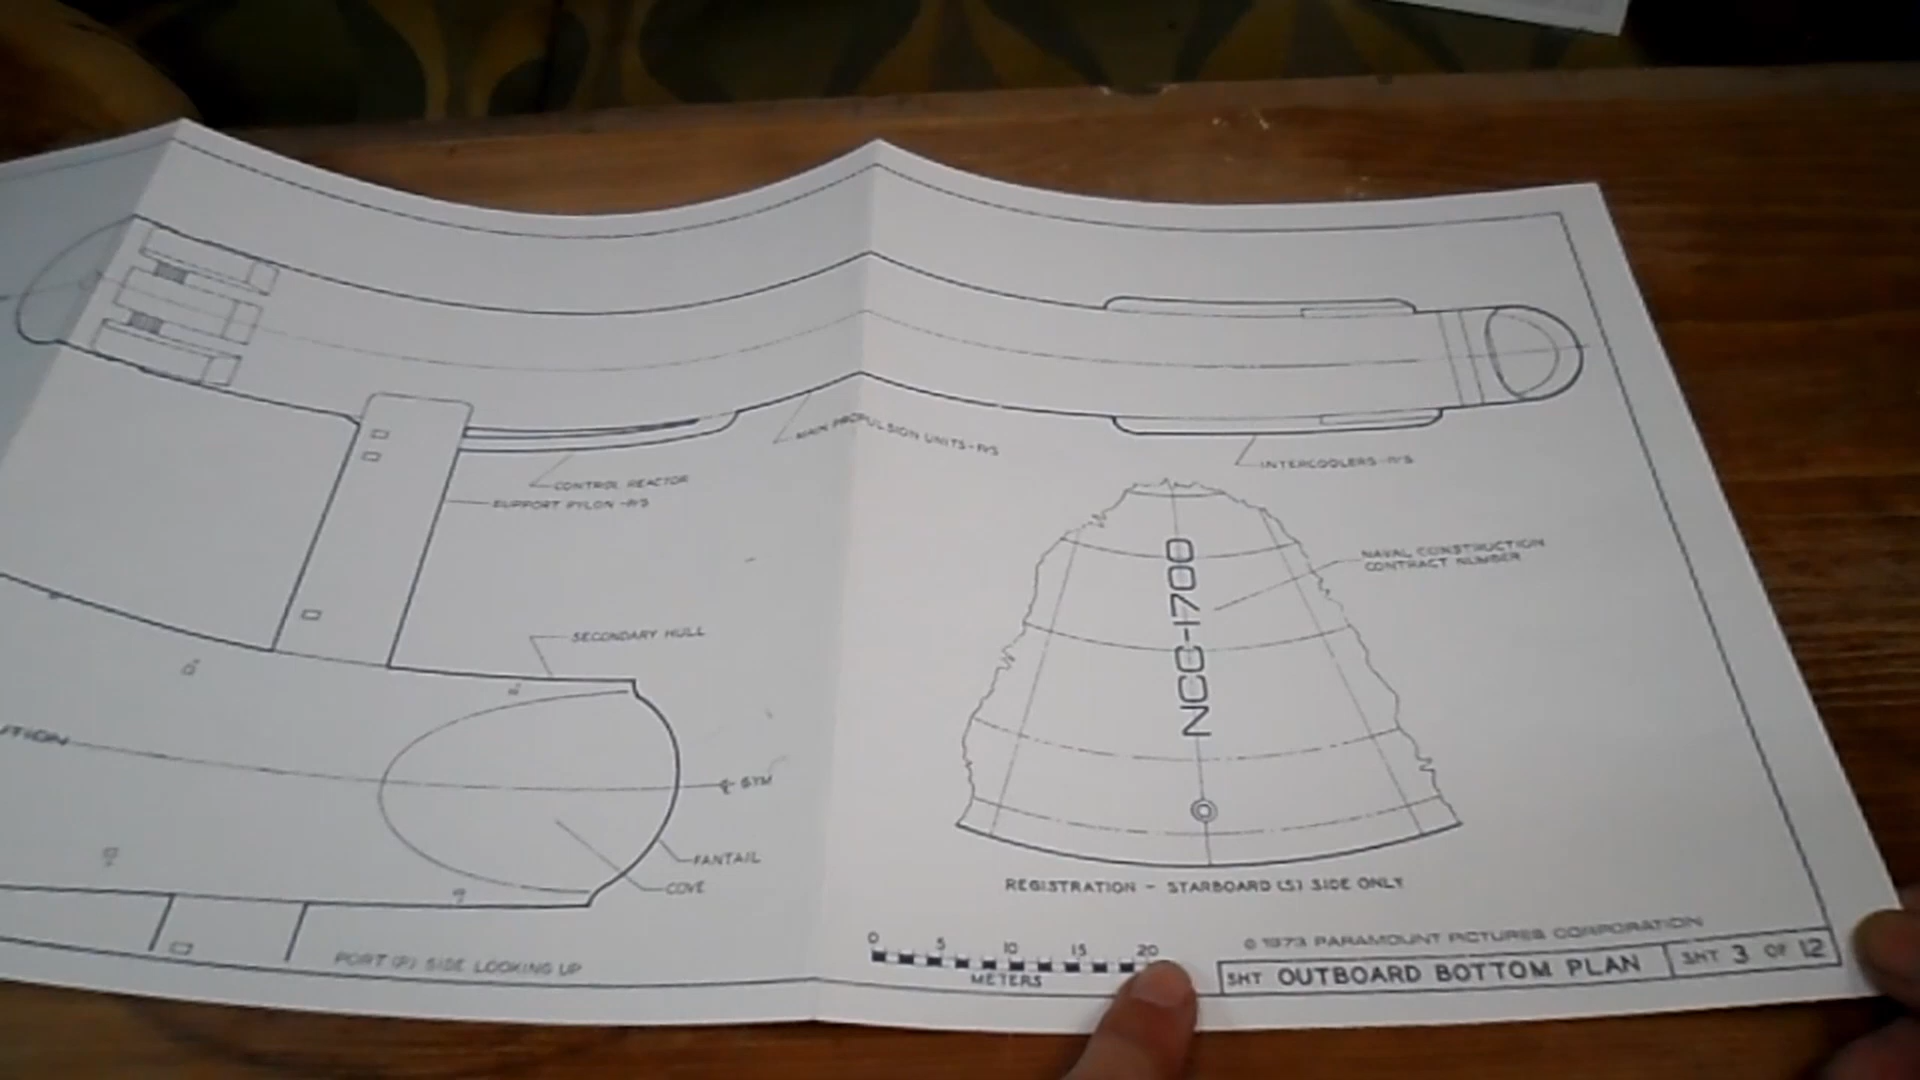 MAIN PROPULSION UNITS-P/S
CONTROL REACTOR
SUPPORT PYLON -P/S
INTERCOOLERS-P/S
NAVAL CONSTRUCTION
CONTRACT NUMBER
NCC-1700
SECONDARY HULL
SYM
FANTAIL
COVE
REGISTRATION - STARBOARD (S) SIDE ONLY
PORT (P) SIDE LOOKING UP
0 5 10 15 20
METERS
© 1973 PARAMOUNT PICTURES CORPORATION
SHT OUTBOARD BOTTOM PLAN SHT 3 OF 12